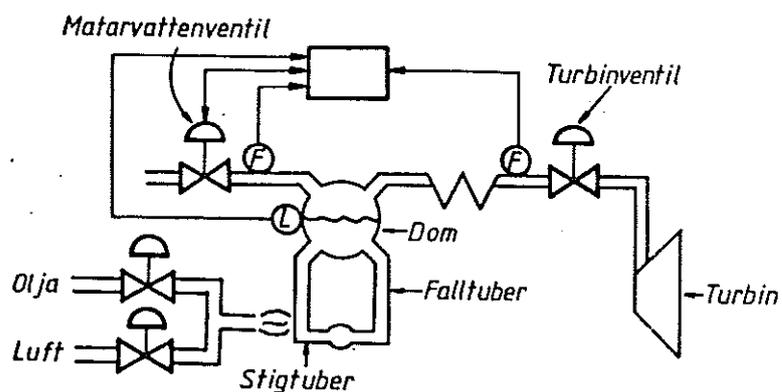 Matarvattenventil
Turbinventil
F
F
L
Dom
Olja
Falltuber
Turbin
Luft
Stigtuber